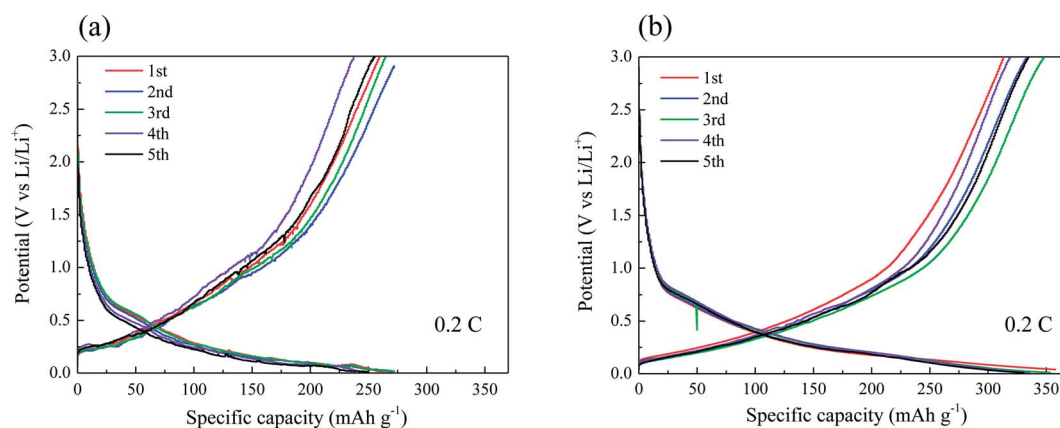 (a)
3.0
2.5
2.0
1.5
1.0
0.5
0.0
Potential (V vs Li/Li⁺)
1st
2nd
3rd
4th
5th
0.2 C
0 50 100 150 200 250 300 350
Specific capacity (mAh g⁻¹)
(b)
3.0
2.5
2.0
1.5
1.0
0.5
0.0
Potential (V vs Li/Li⁺)
1st
2nd
3rd
4th
5th
0.2 C
0 50 100 150 200 250 300 350
Specific capacity (mAh g⁻¹)